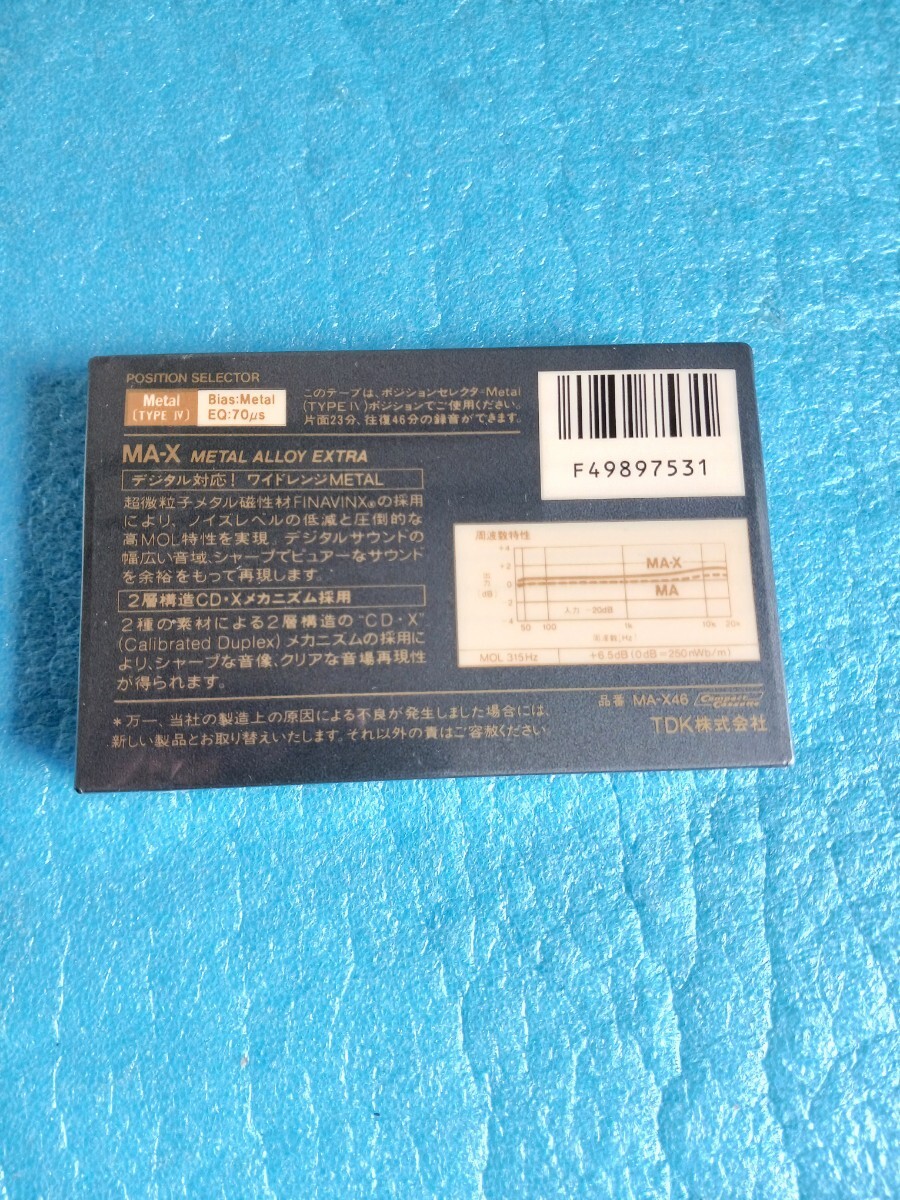 POSITION SELECTOR
Metal
(TYPE IV)
Bias:Metal
EQ:70μs
このテープは、ポジションセレクタ-Metal
(TYPE IV)ポジションでご使用ください。
片面23分、往復46分の録音ができます。
F49897531
MA-X METAL ALLOY EXTRA
デジタル対応! ワイドレンジMETAL
超微粒子メタル磁性材FINAVINX®の採用
により、ノイズレベルの低減と圧倒的な
高MOL特性を実現。デジタルサウンドの
幅広い音域、シャープでピュアーなサウンド
を余裕をもって再現します。
2層構造CD・Xメカニズム採用
2種の素材による2層構造の"CD・X"
(Calibrated Duplex)メカニズムの採用に
より、シャープな音像、クリアな音場再現性
が得られます。
周波数特性
+4
+2
0
2
4
(dB)
MA-X
MA
入力 -20dB
50 100 1k 10k 20k
周波数(Hz)
MOL 315Hz +6.5dB (0dB=250nWb/m)
品番 MA-X46 Compact Cassette
TDK株式会社
*万一、当社の製造上の原因による不良が発生しました場合には、
新しい製品とお取り替えいたします。それ以外の責はご容赦ください。